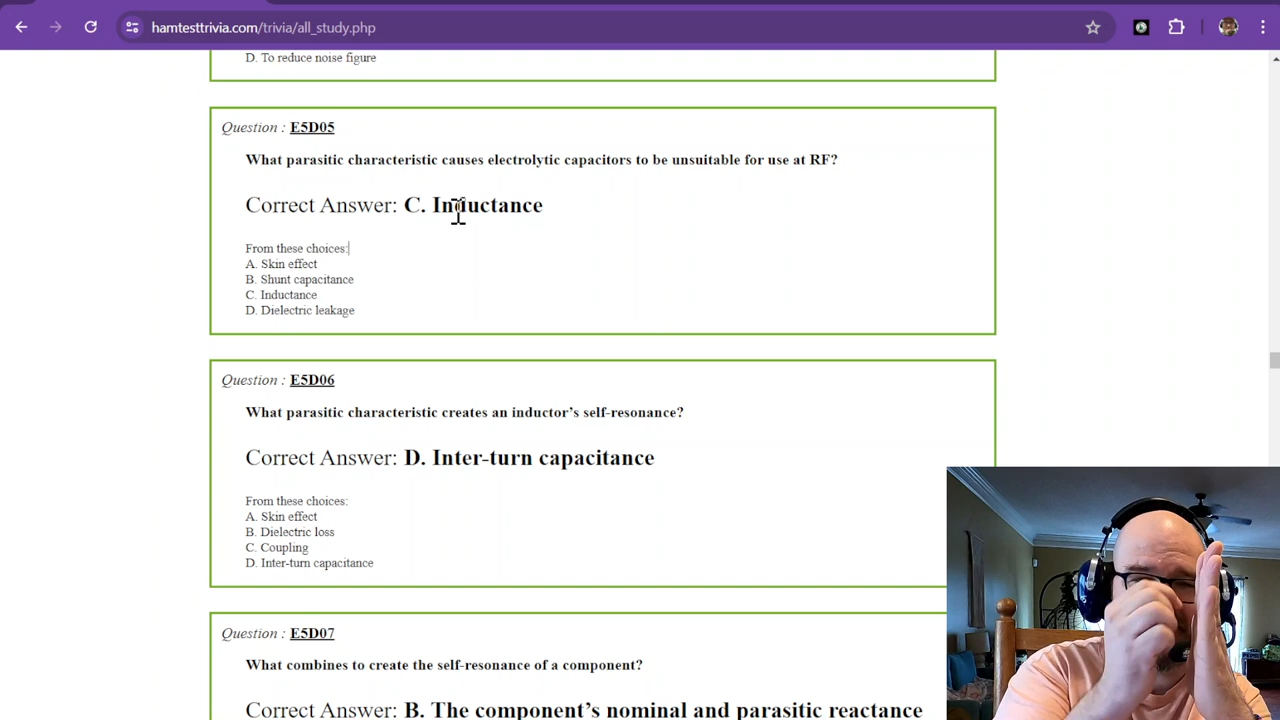 hamtesttrivia.com/trivia/all_study.php
D. To reduce noise figure
Question : E5D05
What parasitic characteristic causes electrolytic capacitors to be unsuitable for use at RF?
Correct Answer: C. Inductance
From these choices:
A. Skin effect
B. Shunt capacitance
C. Inductance
D. Dielectric leakage
Question : E5D06
What parasitic characteristic creates an inductor’s self-resonance?
Correct Answer: D. Inter-turn capacitance
From these choices:
A. Skin effect
B. Dielectric loss
C. Coupling
D. Inter-turn capacitance
Question : E5D07
What combines to create the self-resonance of a component?
Correct Answer: B. The component’s nominal and parasitic reactance